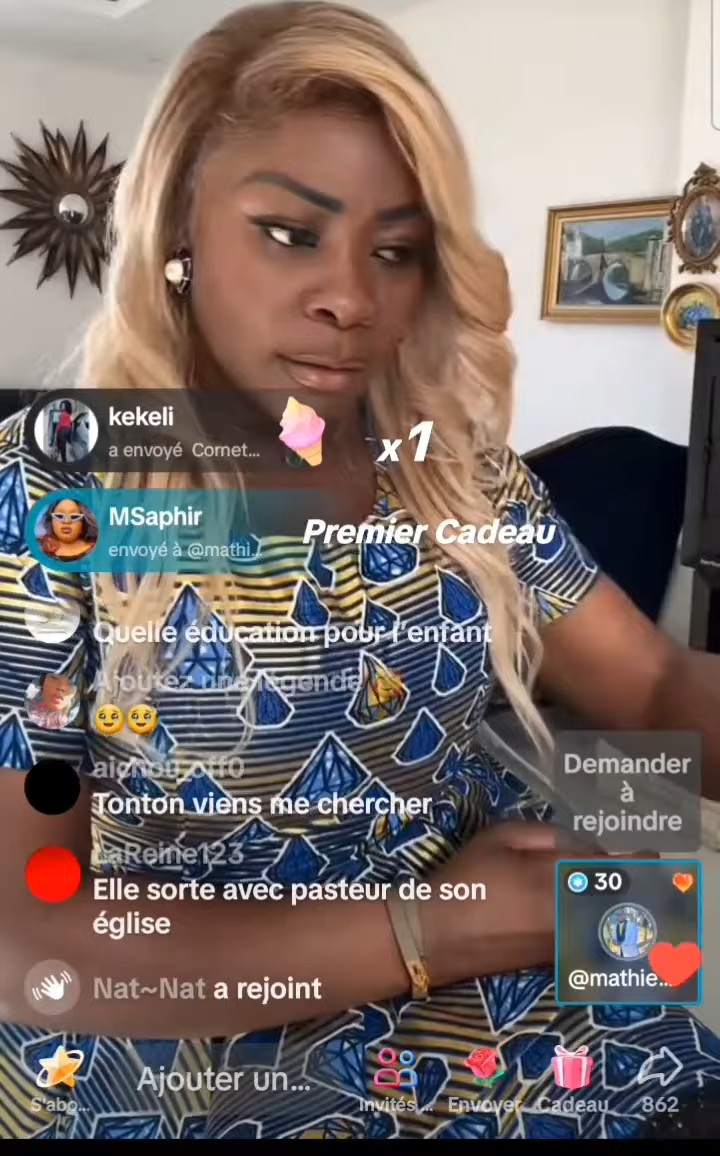 kekeli
a envoyé Cornet...
x1
MSaphir
envoyé à @mathi...
Premier Cadeau
Quelle éducation pour l'enfant
Ajoutez une légende
aichou_off0
Tonton viens me chercher
LaReine123
Elle sorte avec pasteur de son
église
Nat~Nat a rejoint
Demander
à
rejoindre
30
@mathie...
S'abo...
Ajouter un...
Invités ...
Envoyer
Cadeau
862